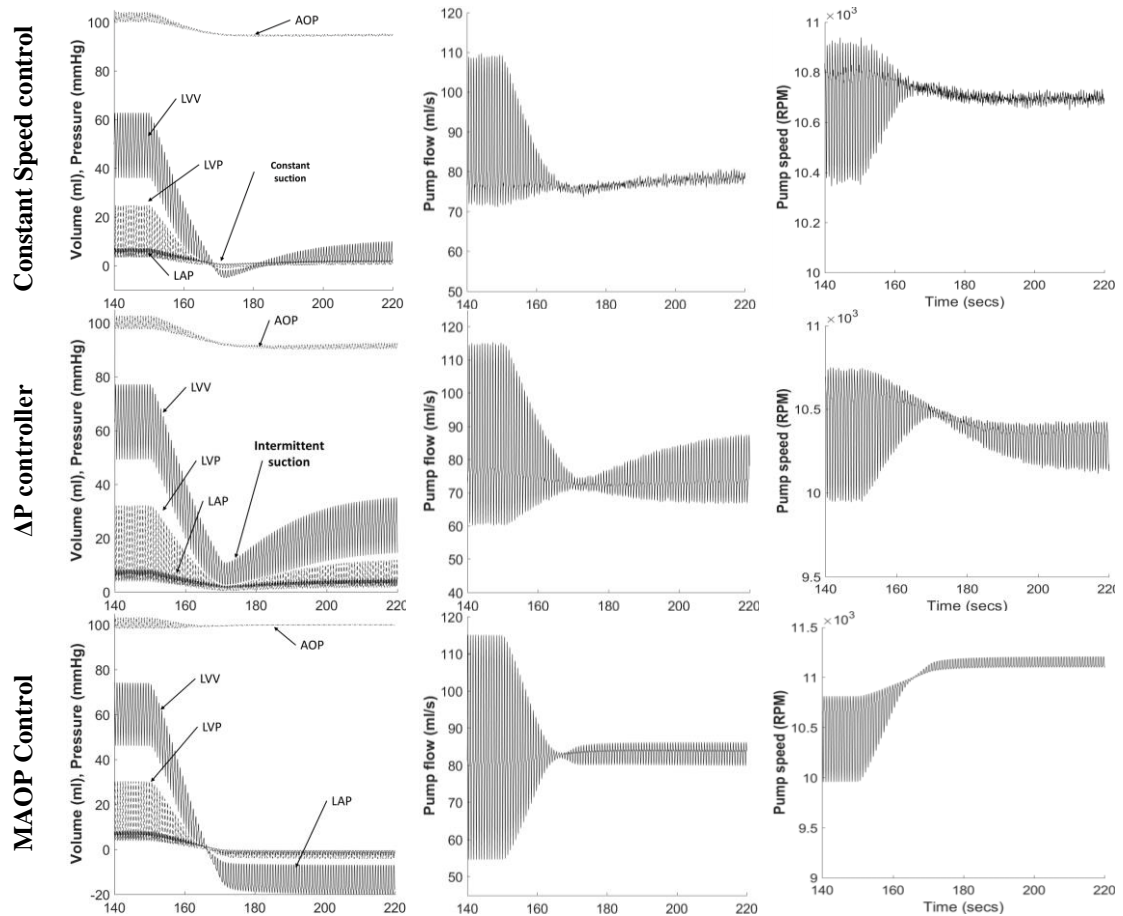 Constant Speed control
Volume (ml), Pressure (mmHg)
100
80
60
40
20
0
AOP
LVV
LVP
LAP
Constant
suction
140 160 180 200 220
Pump flow (ml/s)
120
110
100
90
80
70
60
50
140 160 180 200 220
× 10³
Pump speed (RPM)
11
10.8
10.6
10.4
10.2
10
140 160 180 200 220
Time (secs)
ΔP controller
Volume (ml), Pressure (mmHg)
100
80
60
40
20
0
AOP
LVV
LVP
LAP
Intermittent
suction
140 160 180 200 220
Pump flow (ml/s)
120
110
100
90
80
70
60
50
40
140 160 180 200 220
× 10³
Pump speed (RPM)
11
10.5
10
9.5
140 160 180 200 220
Time (secs)
MAOP Control
Volume (ml), Pressure (mmHg)
100
80
60
40
20
0
-20
AOP
LVV
LVP
LAP
140 160 180 200 220
Pump flow (ml/s)
120
110
100
90
80
70
60
50
140 160 180 200 220
× 10³
Pump speed (RPM)
11.5
11
10.5
10
9.5
9
140 160 180 200 220
Time (secs)